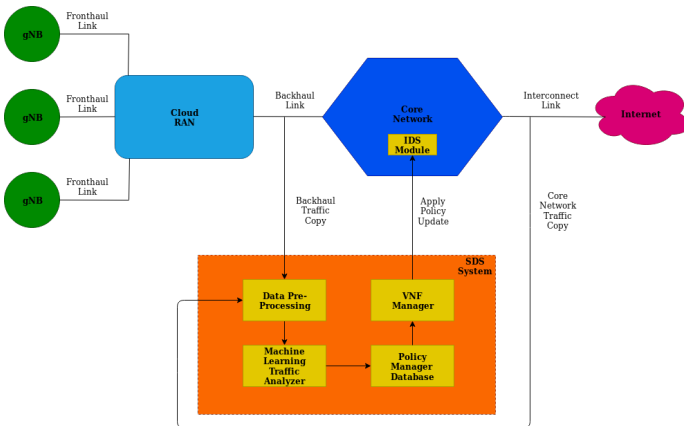 gNB
Fronthaul
Link
gNB
Fronthaul
Link
gNB
Fronthaul
Link
Cloud
RAN
Backhaul
Link
Core
Network
IDS
Module
Interconnect
Link
Internet
Backhaul
Traffic
Copy
Apply
Policy
Update
Core
Network
Traffic
Copy
SDS
System
Data Pre-
Processing
VNF
Manager
Machine
Learning
Traffic
Analyzer
Policy
Manager
Database